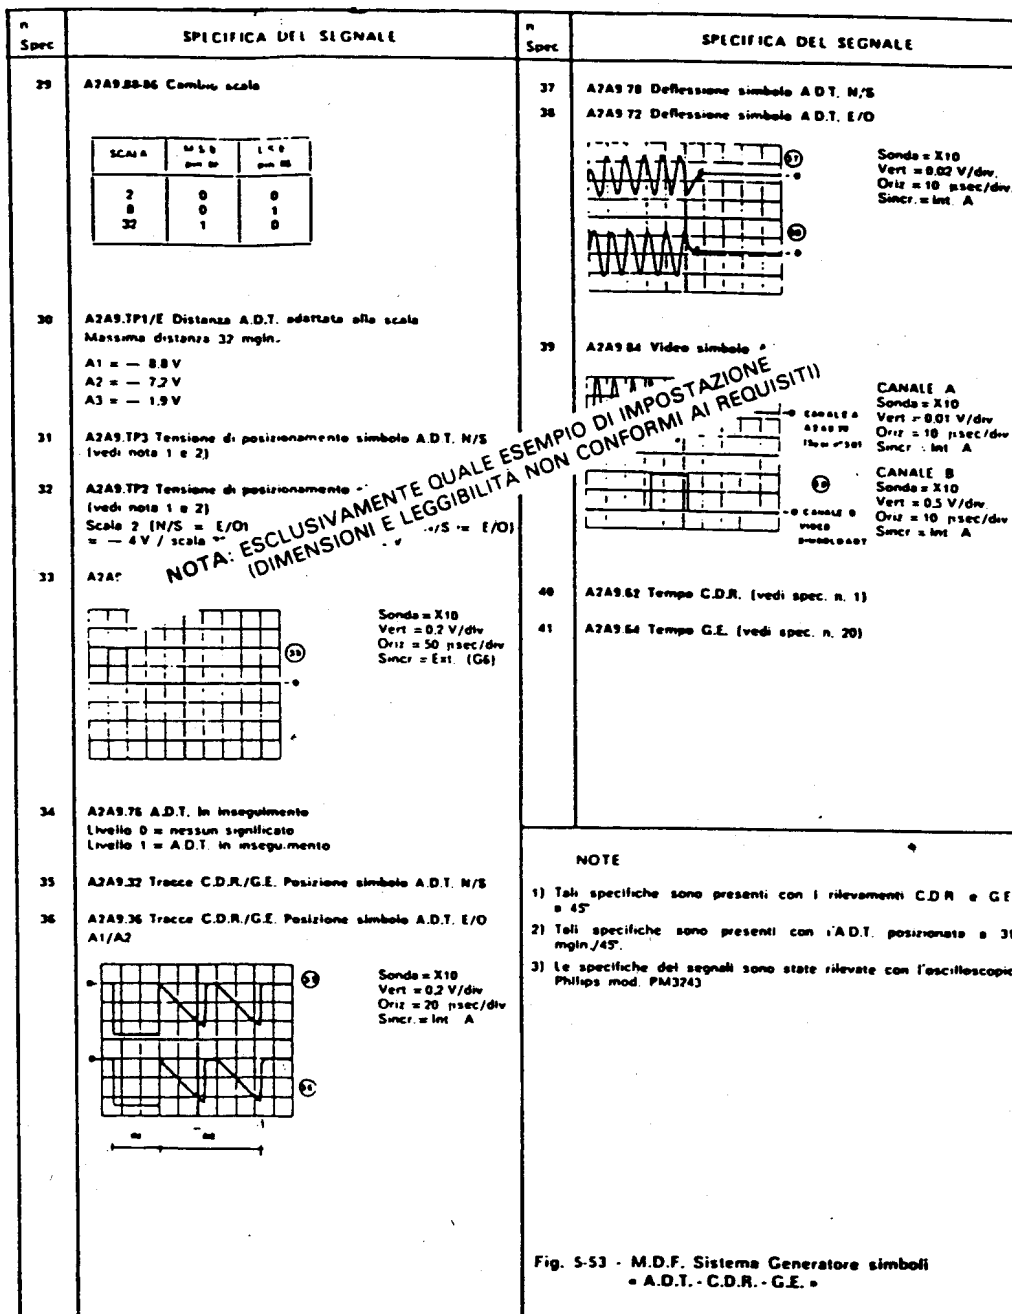 n
Spec
SPECIFICA DEL SEGNALE
29
A2A9.88-86 Cambio scala
SCALA
M S B
L S B
2 0 0
8 0 1
32 1 0
30
A2A9.TP1/E Distanza A.D.T. adattata alla scala
Massima distanza 32 mgln.
A1 = — 8.8 V
A2 = — 7.2 V
A3 = — 1.9 V
31
A2A9.TP3 Tensione di posizionamento simbolo A.D.T. N/S
(vedi nota 1 e 2)
32
A2A9.TP2 Tensione di posizionamento
(vedi nota 1 e 2)
Scala 2 (N/S = E/O)
= — 4 V / scala
N/S = E/O)
33
Sonda = X10
Vert = 0,2 V/div
Oriz = 50 µsec/div
Sincr = Ext. (G6)
34
A2A9.76 A.D.T. In inseguimento
Livello 0 = nessun significato
Livello 1 = A.D.T. in inseguimento
35
A2A9.32 Tracce C.D.R./G.E. Posizione simbolo A.D.T. N/S
36
A2A9.36 Tracce C.D.R./G.E. Posizione simbolo A.D.T. E/O
A1/A2
35
Sonda = X10
Vert = 0,2 V/div
Oriz = 20 µsec/div
Sincr. = Int A
36
n
Spec
SPECIFICA DEL SEGNALE
37
A2A9 78 Deflessione simbolo A.D.T. N/S
38
A2A9 72 Deflessione simbolo A.D.T. E/O
37
Sonda = X10
Vert = 0.02 V/div.
Oriz = 10 µsec/div.
Sincr. = Int. A
39
A2A9 84 Video simbolo
CANALE A
CANALE A
Sonda = X10
Vert = 0.01 V/div
Oriz = 10 µsec/div
Sincr = Int A
CANALE B
Sonda = X10
Vert = 0.5 V/div.
Oriz = 10 µsec/div
Sincr = Int A
CANALE B
VIDEO
40
A2A9.62 Tempo C.D.R. (vedi spec. n. 1)
41
A2A9.64 Tempo G.E. (vedi spec. n. 20)
NOTA: ESCLUSIVAMENTE QUALE ESEMPIO DI IMPOSTAZIONE
(DIMENSIONI E LEGGIBILITÀ NON CONFORMI AI REQUISITI)
NOTE
1) Tali specifiche sono presenti con i rilevamenti C.D.R e G.E
a 45°
2) Tali specifiche sono presenti con l'A.D.T. posizionato a
mgln./45°.
3) Le specifiche dei segnali sono state rilevate con l'oscilloscopio
Philips mod. PM3243
Fig. 5-53 - M.D.F. Sistema Generatore simboli
« A.D.T. - C.D.R. - G.E. »